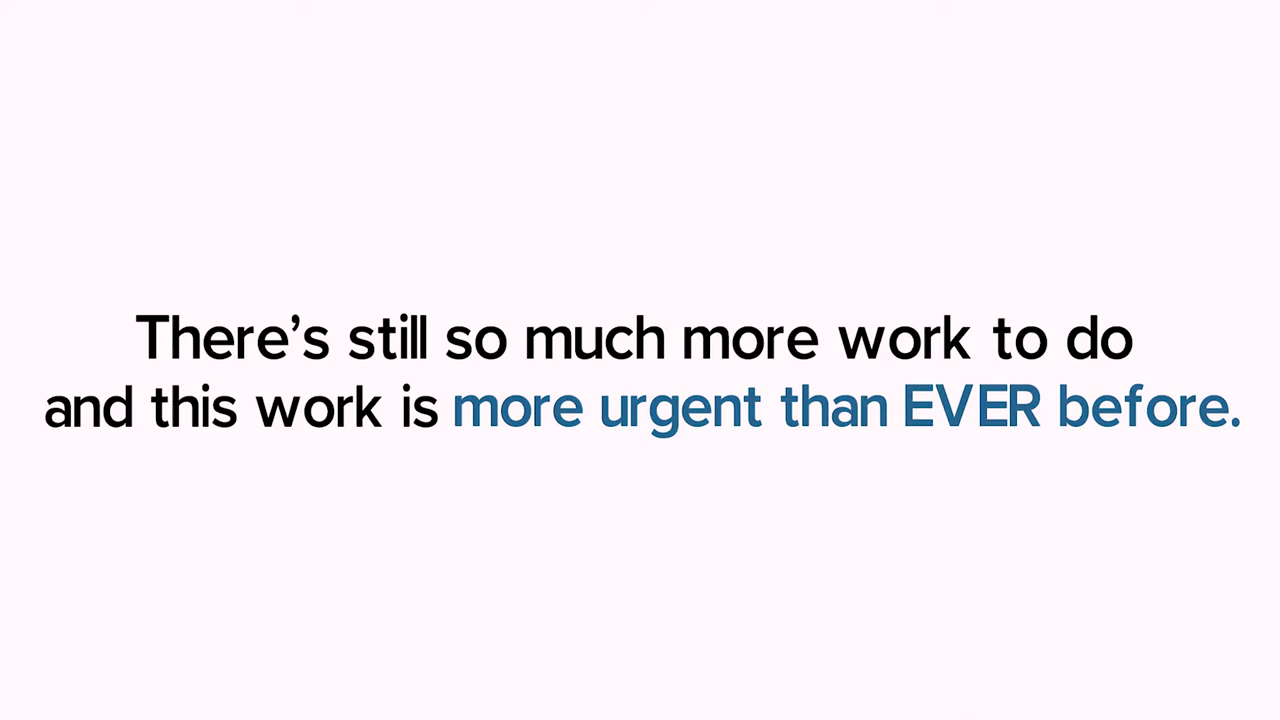 There’s still so much more work to do
and this work is more urgent than EVER before.